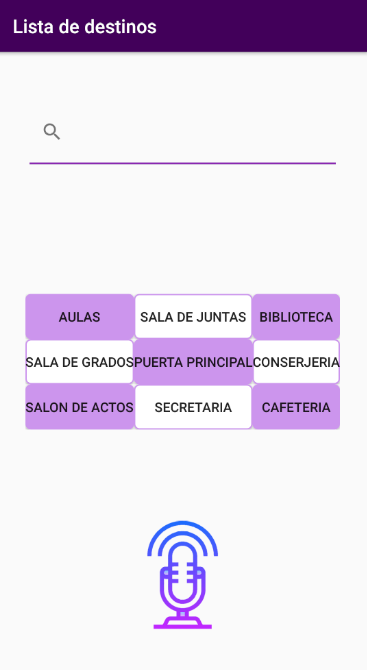 Lista de destinos
AULAS SALA DE JUNTAS BIBLIOTECA
SALA DE GRADOS PUERTA PRINCIPAL CONSERJERIA
SALON DE ACTOS SECRETARIA CAFETERIA